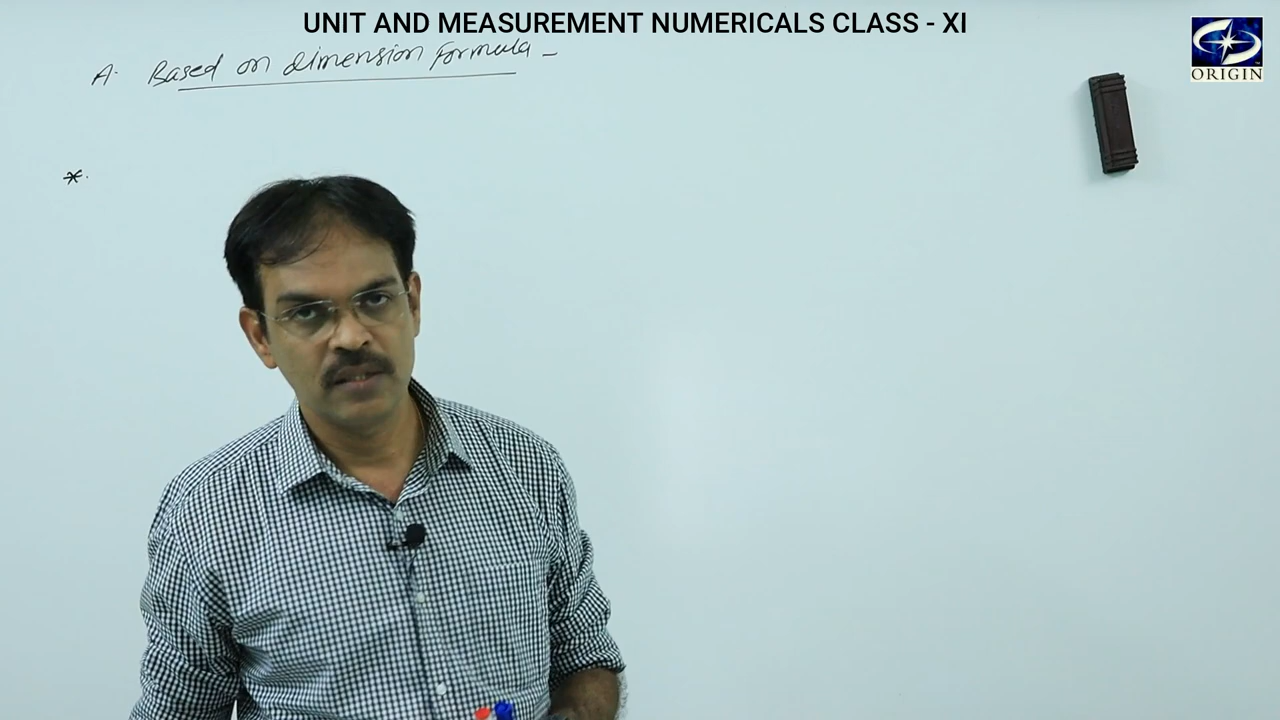 UNIT AND MEASUREMENT NUMERICALS CLASS - XI
A. Based on dimension formula -
*.
ORIGIN